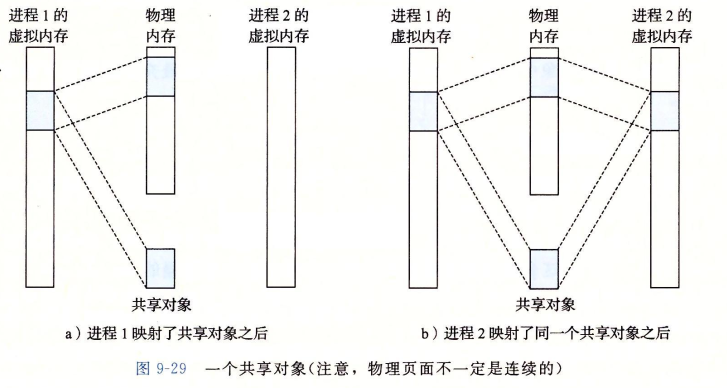 进程 1 的
虚拟内存
物理
内存
进程 2 的
虚拟内存
共享对象
a）进程 1 映射了共享对象之后
进程 1 的
虚拟内存
物理
内存
进程 2 的
虚拟内存
共享对象
b）进程 2 映射了同一个共享对象之后
图 9-29 一个共享对象(注意，物理页面不一定是连续的)